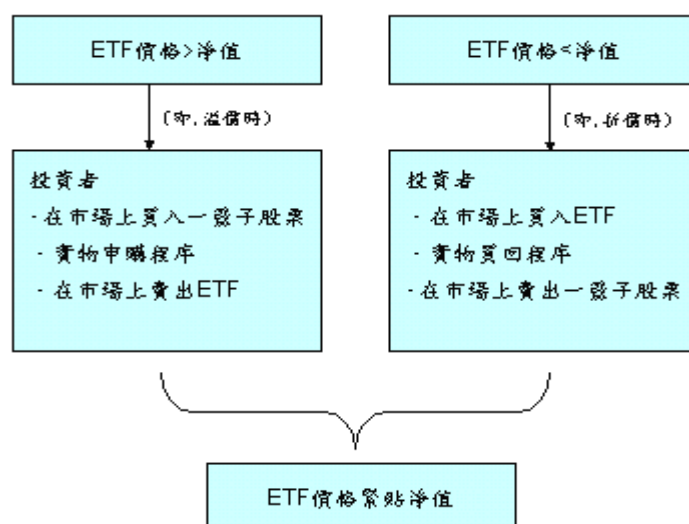 ETF價格>淨值
(即,溢價時)
投資者
-在市場上買入一籃子股票
- 實物申購程序
- 在市場上賣出ETF
ETF價格<淨值
(即,折價時)
投資者
- 在市場上買入ETF
- 實物買回程序
-在市場上賣出一籃子股票
ETF價格緊貼淨值